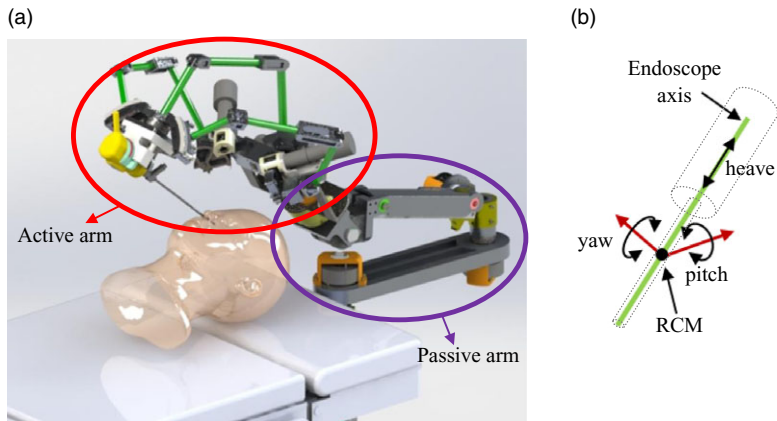 (a)
Active arm
Passive arm
(b)
Endoscope
axis
heave
yaw
pitch
RCM